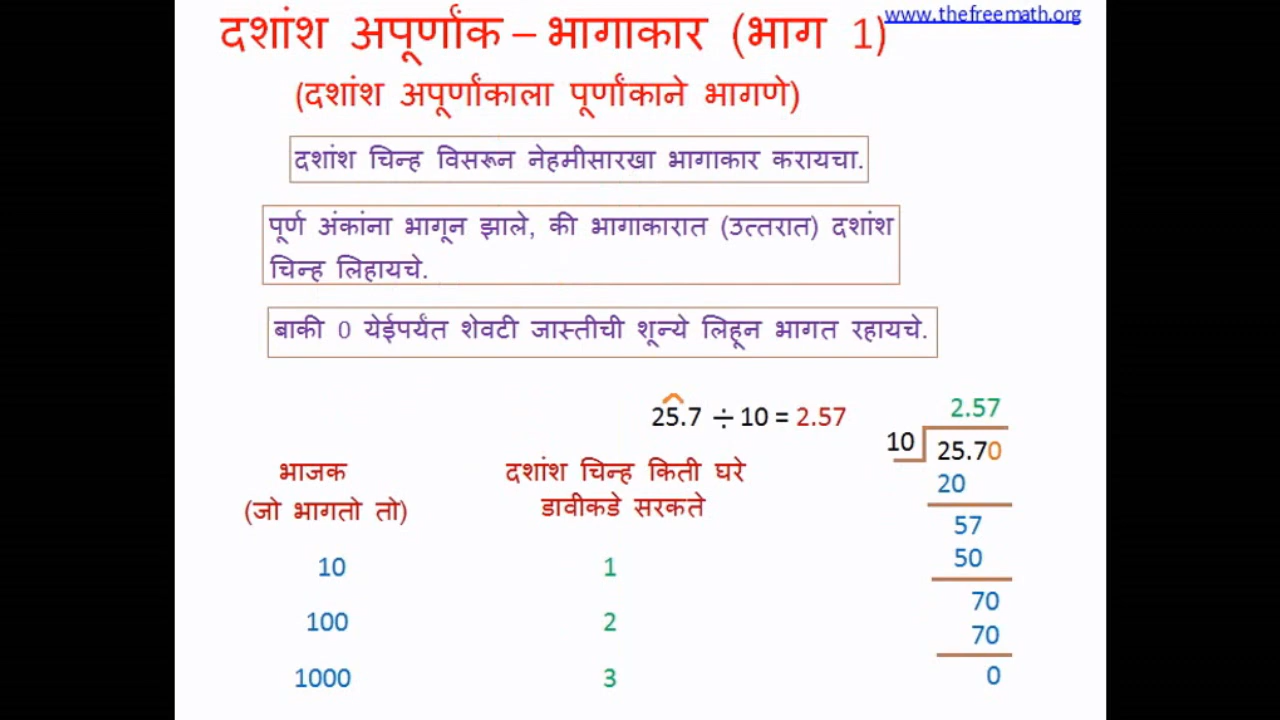 www.thefreemath.org
दशांश अपूर्णांक – भागाकार (भाग 1)
(दशांश अपूर्णांकाला पूर्णांकाने भागणे)
दशांश चिन्ह विसरून नेहमीसारखा भागाकार करायचा.
पूर्ण अंकांना भागून झाले, की भागाकारात (उत्तरात) दशांश
चिन्ह लिहायचे.
बाकी 0 येईपर्यंत शेवटी जास्तीची शून्ये लिहून भागत रहायचे.
25.7 ÷ 10 = 2.57
भाजक
(जो भागतो तो)
दशांश चिन्ह किती घरे
डावीकडे सरकते
10 1
100 2
1000 3
2.57
10 25.70
20
57
50
70
70
0